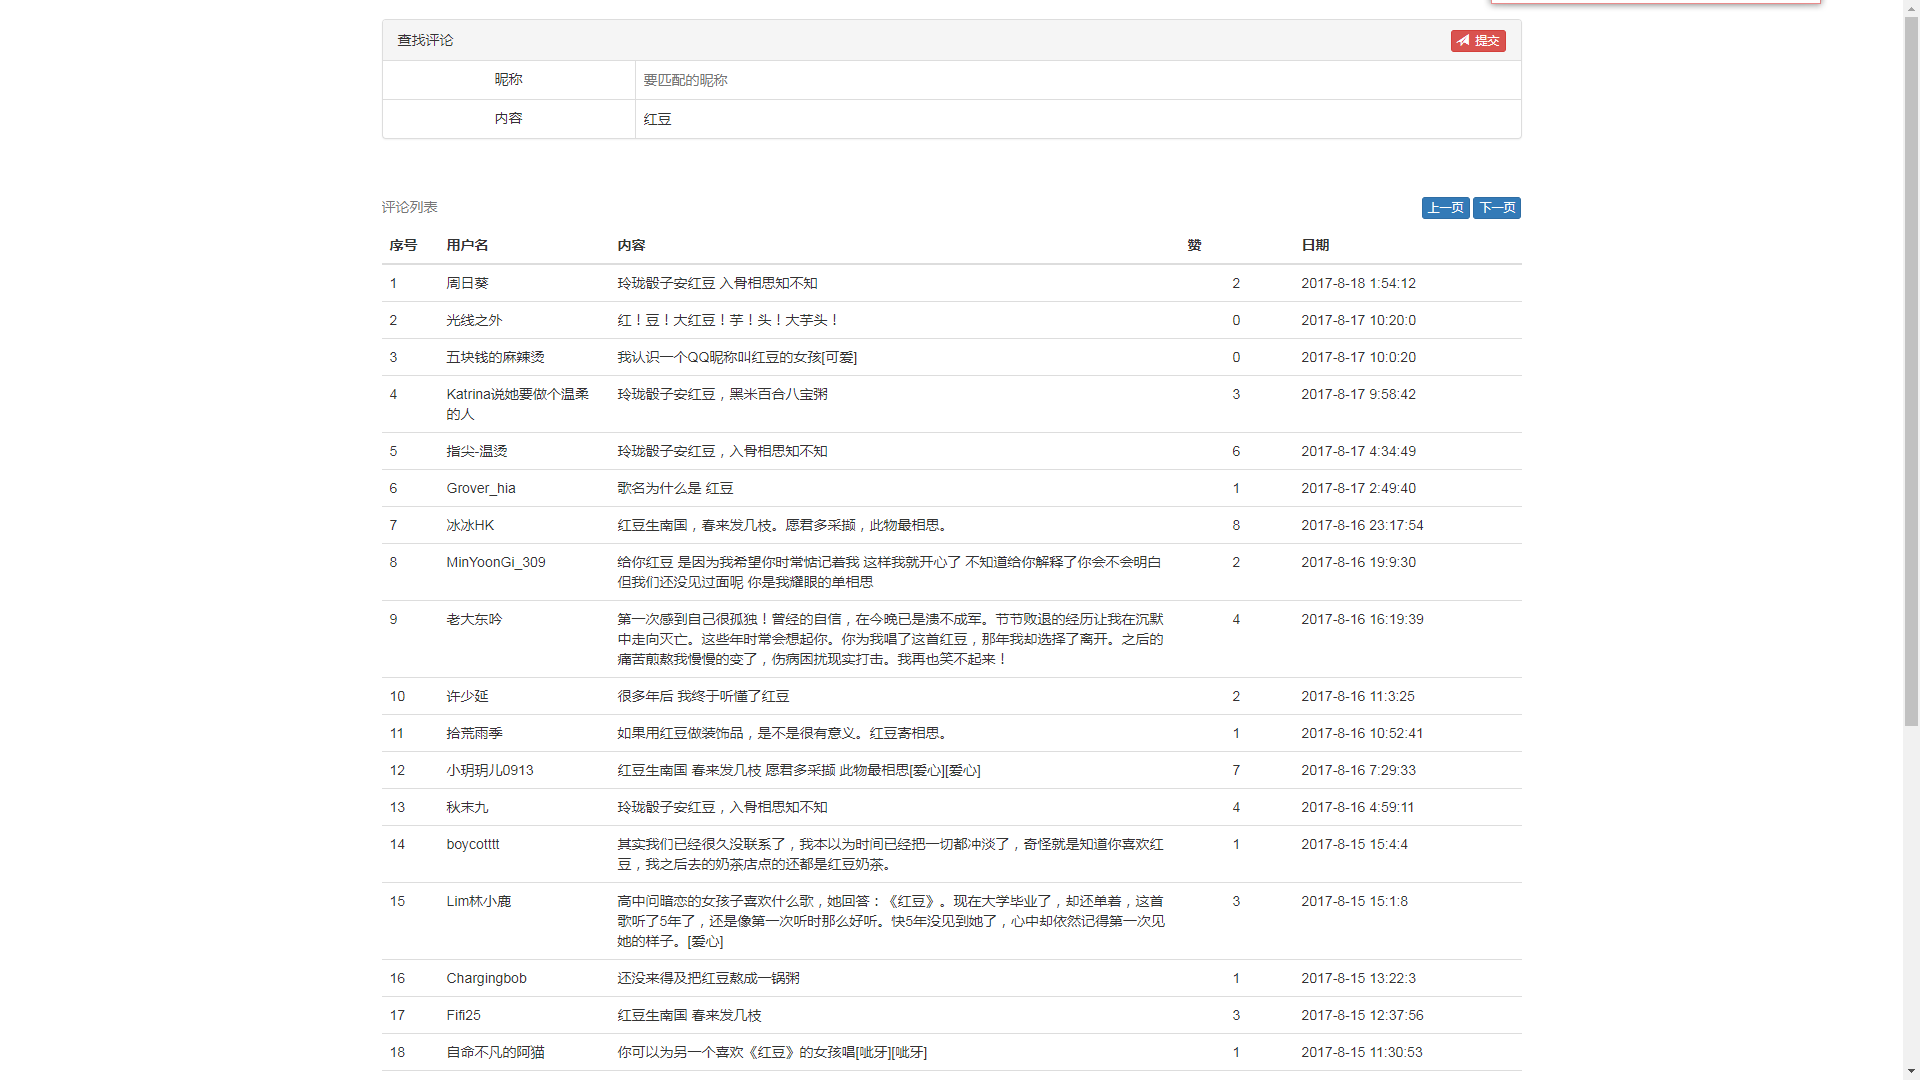 查找评论
提交
昵称 要匹配的昵称
内容 红豆
评论列表
上一页 下一页
序号 用户名 内容 赞 日期
1 周日葵 玲珑骰子安红豆 入骨相思知不知 2 2017-8-18 1:54:12
2 光线之外 红！豆！大红豆！芋！头！大芋头！ 0 2017-8-17 10:20:0
3 五块钱的麻辣烫 我认识一个QQ昵称叫红豆的女孩[可爱] 0 2017-8-17 10:0:20
4 Katrina说她要做个温柔 玲珑骰子安红豆，黑米百合八宝粥 3 2017-8-17 9:58:42
的人
5 指尖-温烫 玲珑骰子安红豆，入骨相思知不知 6 2017-8-17 4:34:49
6 Grover_hia 歌名为什么是 红豆 1 2017-8-17 2:49:40
7 冰冰HK 红豆生南国，春来发几枝。愿君多采撷，此物最相思。 8 2017-8-16 23:17:54
8 MinYoonGi_309 给你红豆 是因为我希望你时常惦记着我 这样我就开心了 不知道给你解释了你会不会明白 2 2017-8-16 19:9:30
但我们还没见过面呢 你是我耀眼的单相思
9 老大东吟 第一次感到自己很孤独！曾经的自信，在今晚已是溃不成军。节节败退的经历让我在沉默 4 2017-8-16 16:19:39
中走向灭亡。这些年时常会想起你。你为我唱了这首红豆，那年我却选择了离开。之后的
痛苦煎熬我慢慢的变了，伤病困扰现实打击。我再也笑不起来！
10 许少延 很多年后 我终于听懂了红豆 2 2017-8-16 11:3:25
11 拾荒雨季 如果用红豆做装饰品，是不是很有意义。红豆寄相思。 1 2017-8-16 10:52:41
12 小玥玥儿0913 红豆生南国 春来发几枝 愿君多采撷 此物最相思[爱心][爱心] 7 2017-8-16 7:29:33
13 秋末九 玲珑骰子安红豆，入骨相思知不知 4 2017-8-16 4:59:11
14 boycotttt 其实我们已经很久没联系了，我本以为时间已经把一切都冲淡了，奇怪就是知道你喜欢红 1 2017-8-15 15:4:4
豆，我之后去的奶茶店点的还都是红豆奶茶。
15 Lim林小鹿 高中问暗恋的女孩子喜欢什么歌，她回答：《红豆》。现在大学毕业了，却还单着，这首 3 2017-8-15 15:1:8
歌听了5年了，还是像第一次听时那么好听。快5年没见到她了，心中却依然记得第一次见
她的样子。[爱心]
16 Chargingbob 还没来得及把红豆熬成一锅粥 1 2017-8-15 13:22:3
17 Fifi25 红豆生南国 春来发几枝 3 2017-8-15 12:37:56
18 自命不凡的阿猫 你可以为另一个喜欢《红豆》的女孩唱[呲牙][呲牙] 1 2017-8-15 11:30:53